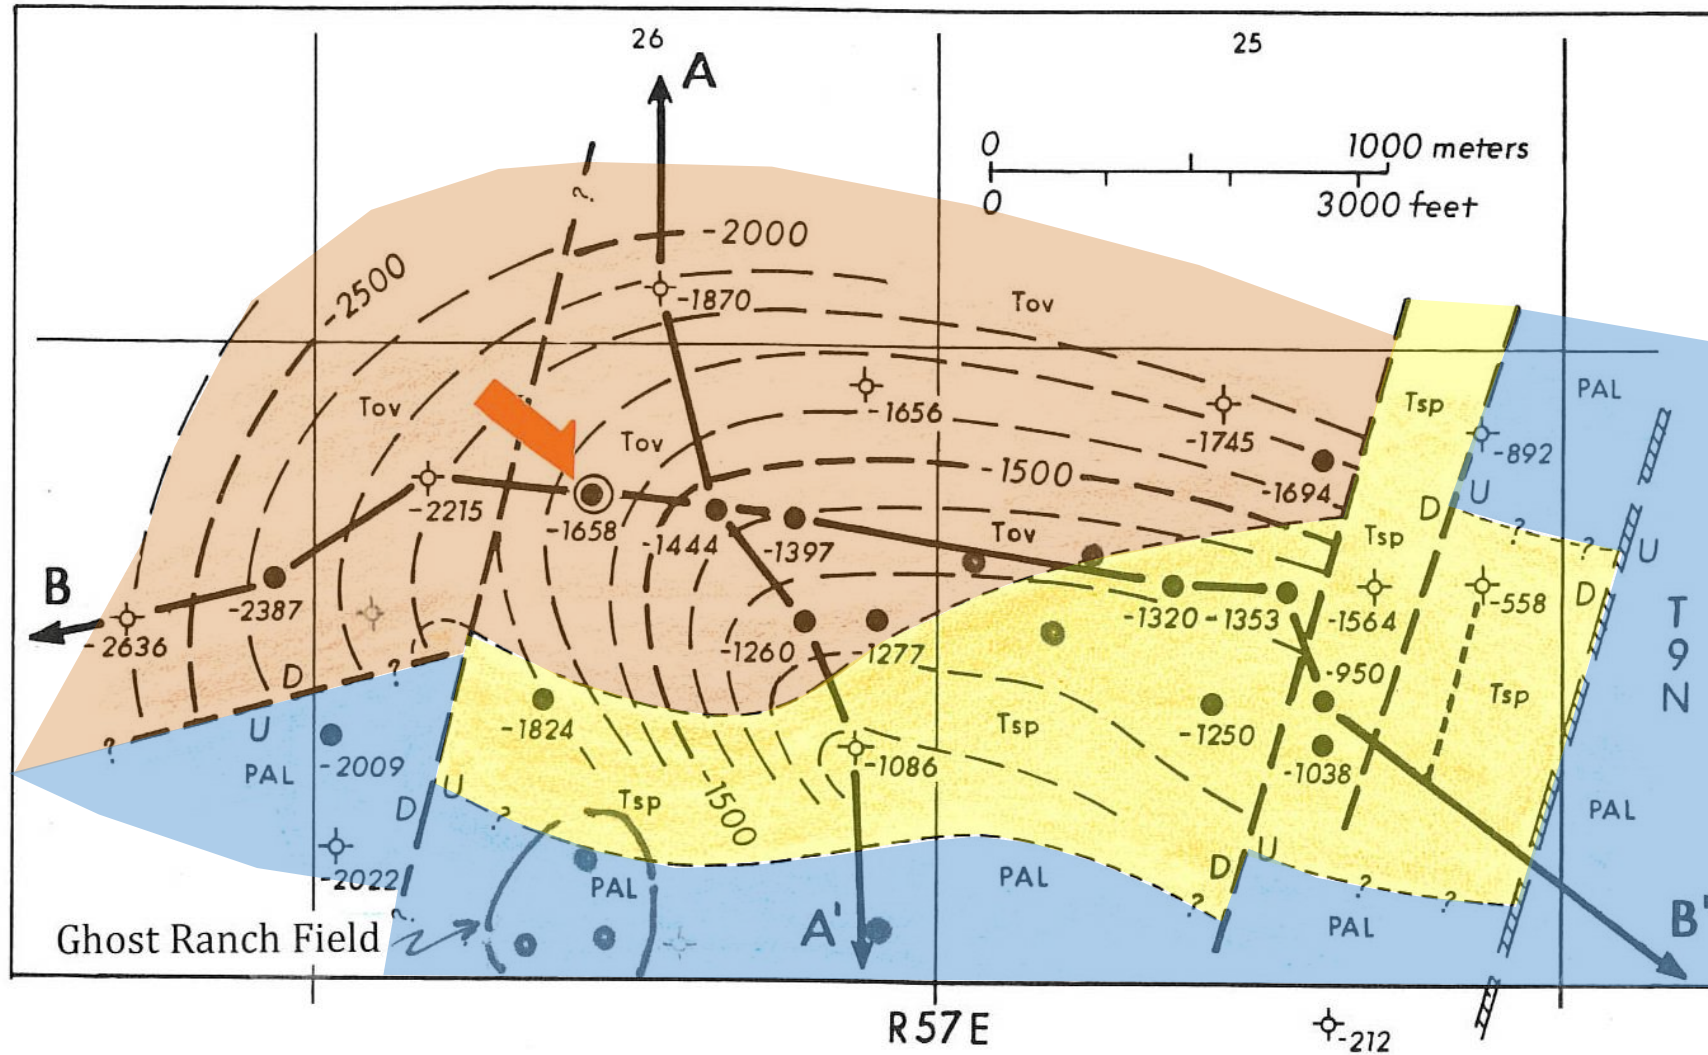 26
25
A
0 1000 meters
0 3000 feet
?
-2000
-2500
-1870
Tov
Tov
Tov
-1656
-1745
Tsp
PAL
-892
-1500
-1694
U
D
-2215
-1658
-1444
-1397
Tov
Tsp
?
?
U
B
-2387
-2636
-1260
-1277
-1320
-1353
-1564
-558
D
T
9
N
-950
D
?
U
-1824
Tsp
Tsp
-1250
-1038
-1086
PAL
-2009
?
D
U
?
Tsp
-1500
PAL
-2022
PAL
PAL
D
U
?
?
?
PAL
?
Ghost Ranch Field
A'
B'
R57E
-212